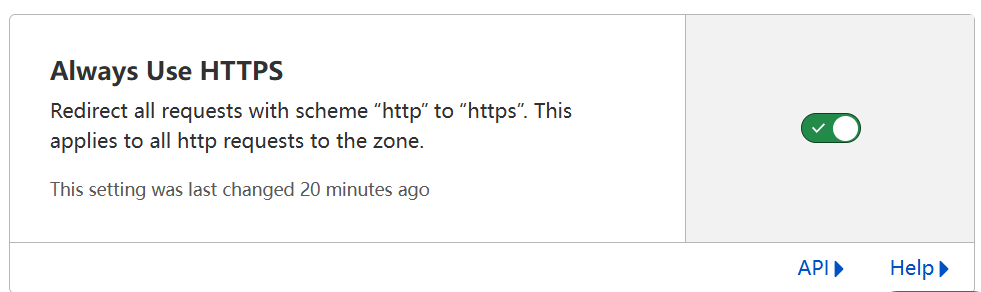 Always Use HTTPS
Redirect all requests with scheme “http” to “https”. This
applies to all http requests to the zone.
This setting was last changed 20 minutes ago
API
Help